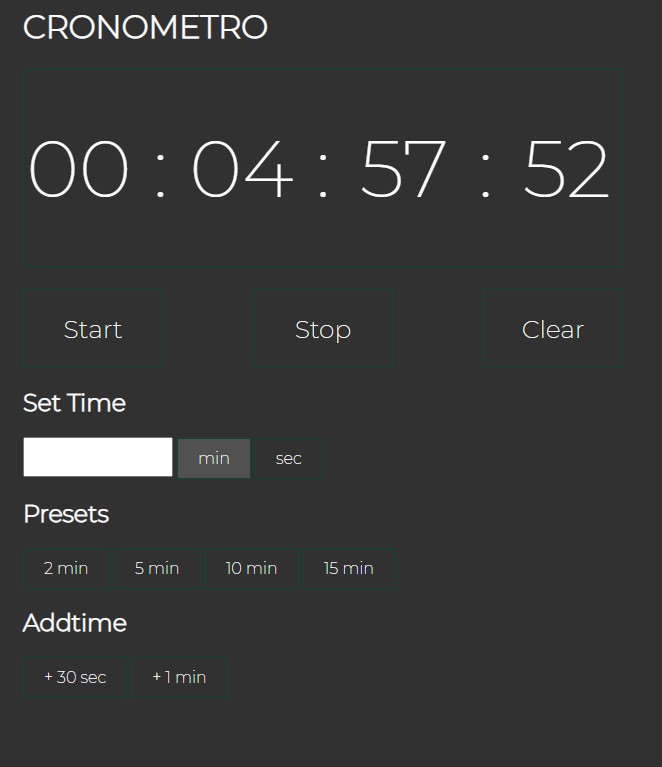 CRONOMETRO
00 : 04 : 57 : 52
Start Stop Clear
Set Time
min sec
Presets
2 min 5 min 10 min 15 min
Addtime
+ 30 sec + 1 min